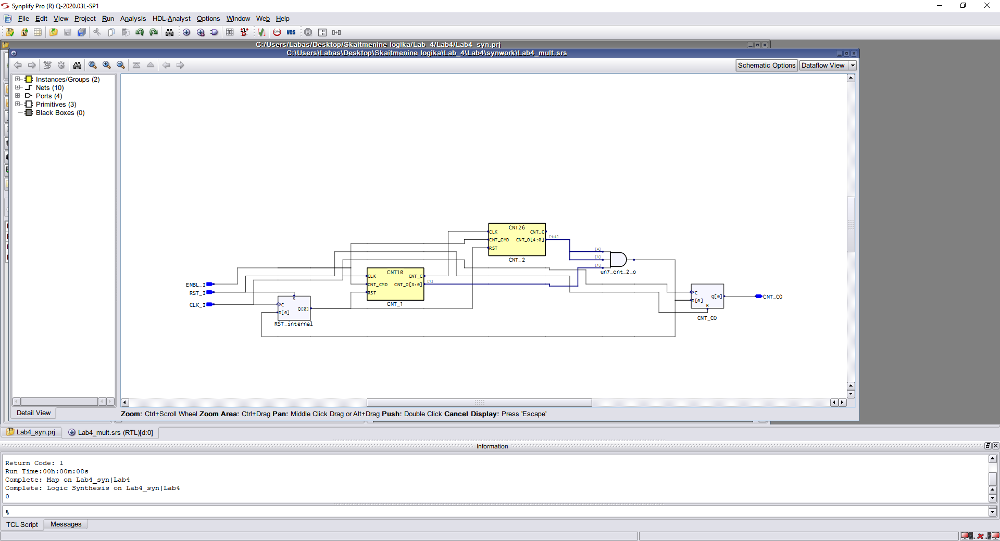 Synplify Pro (R) Q-2020.03L-SP1
File Edit View Project Run Analysis HDL-Analyst Options Window Web Help
SYN VCS
C:/Users/Labas/Desktop/Skaitmenine logika/Lab_4/Lab4/Lab4_syn.prj
C:\Users\Labas\Desktop\Skaitmenine logika\Lab_4\Lab4\synwork\Lab4_mult.srs
Schematic Options
Dataflow View
Instances/Groups (2)
Nets (10)
Ports (4)
Primitives (3)
Black Boxes (0)
CNT26
CLK CNT_C
CNT_CMD CNT_O[4:0]
RST
CNT_2
[4:3]
[4]
[3]
[1]
un7_cnt_2_o
CNT10
CLK CNT_C
CNT_CMD CNT_O[3:0]
RST
CNT_1
[1]
ENBL_I
RST_I
CLK_I
S
C
Q[0]
D[0]
RST_internal
C
Q[0]
D[0]
R
CNT_CO
CNT_CO
Detail View
Zoom: Ctrl+Scroll Wheel Zoom Area: Ctrl+Drag Pan: Middle Click Drag or Alt+Drag Push: Double Click Cancel Display: Press 'Escape'
Lab4_syn.prj
Lab4_mult.srs (RTL)[d:0]
Information
Return Code: 1
Run Time:00h:00m:08s
Complete: Map on Lab4_syn|Lab4
Complete: Logic Synthesis on Lab4_syn|Lab4
0
%
TCL Script
Messages